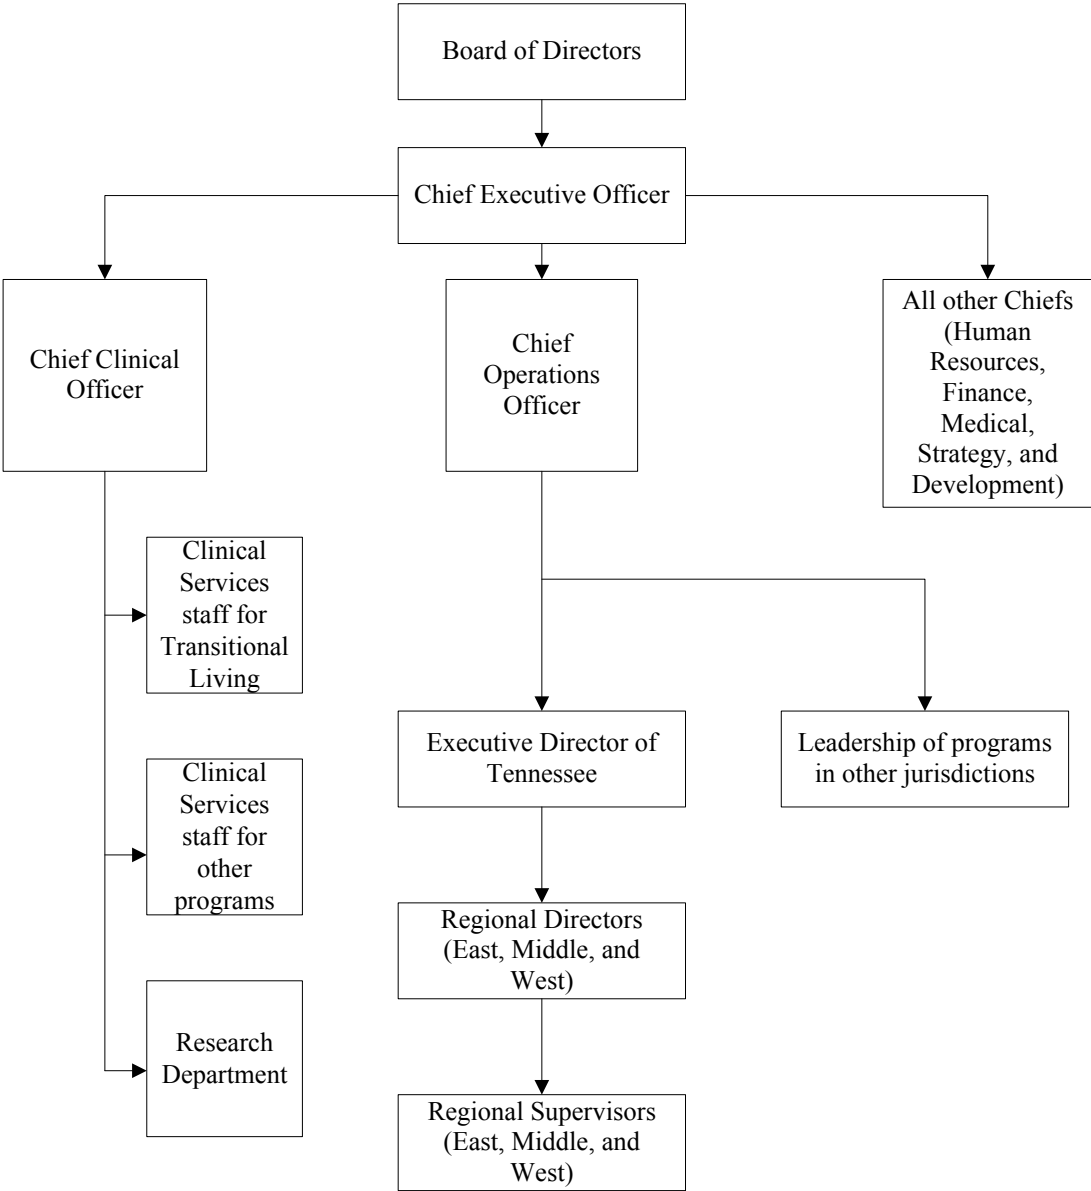 Board of Directors
Chief Executive Officer
Chief Clinical
Officer
Chief
Operations
Officer
All other Chiefs
(Human
Resources,
Finance,
Medical,
Strategy, and
Development)
Clinical
Services
staff for
Transitional
Living
Clinical
Services
staff for
other
programs
Research
Department
Executive Director of
Tennessee
Leadership of programs
in other jurisdictions
Regional Directors
(East, Middle, and
West)
Regional Supervisors
(East, Middle, and
West)